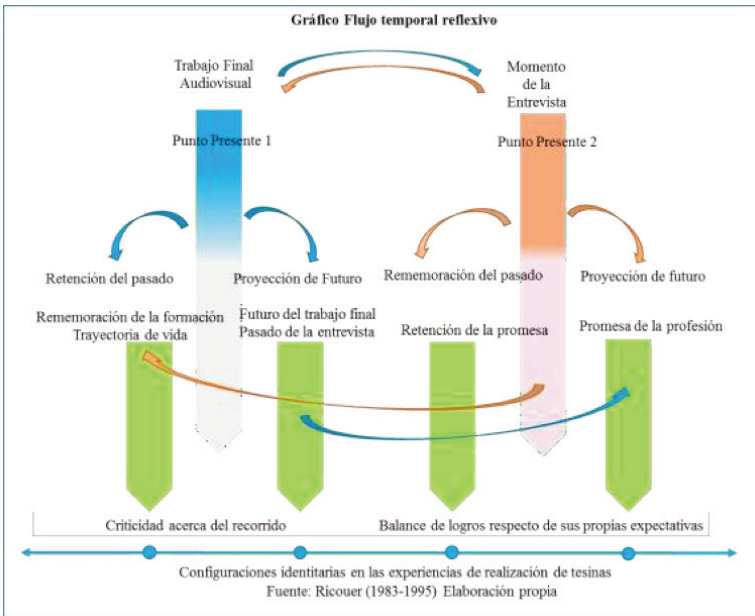 Gráfico Flujo temporal reflexivo
Trabajo Final
Audiovisual
Momento
de la
Entrevista
Punto Presente 1
Punto Presente 2
Retención del pasado
Proyección de Futuro
Rememoración del pasado
Proyección de futuro
Rememoración de la formación
Trayectoria de vida
Futuro del trabajo final
Pasado de la entrevista
Retención de la promesa
Promesa de la profesión
Criticidad acerca del recorrido
Balance de logros respecto de sus propias expectativas
Configuraciones identitarias en las experiencias de realización de tesinas
Fuente: Ricouer (1983-1995) Elaboración propia